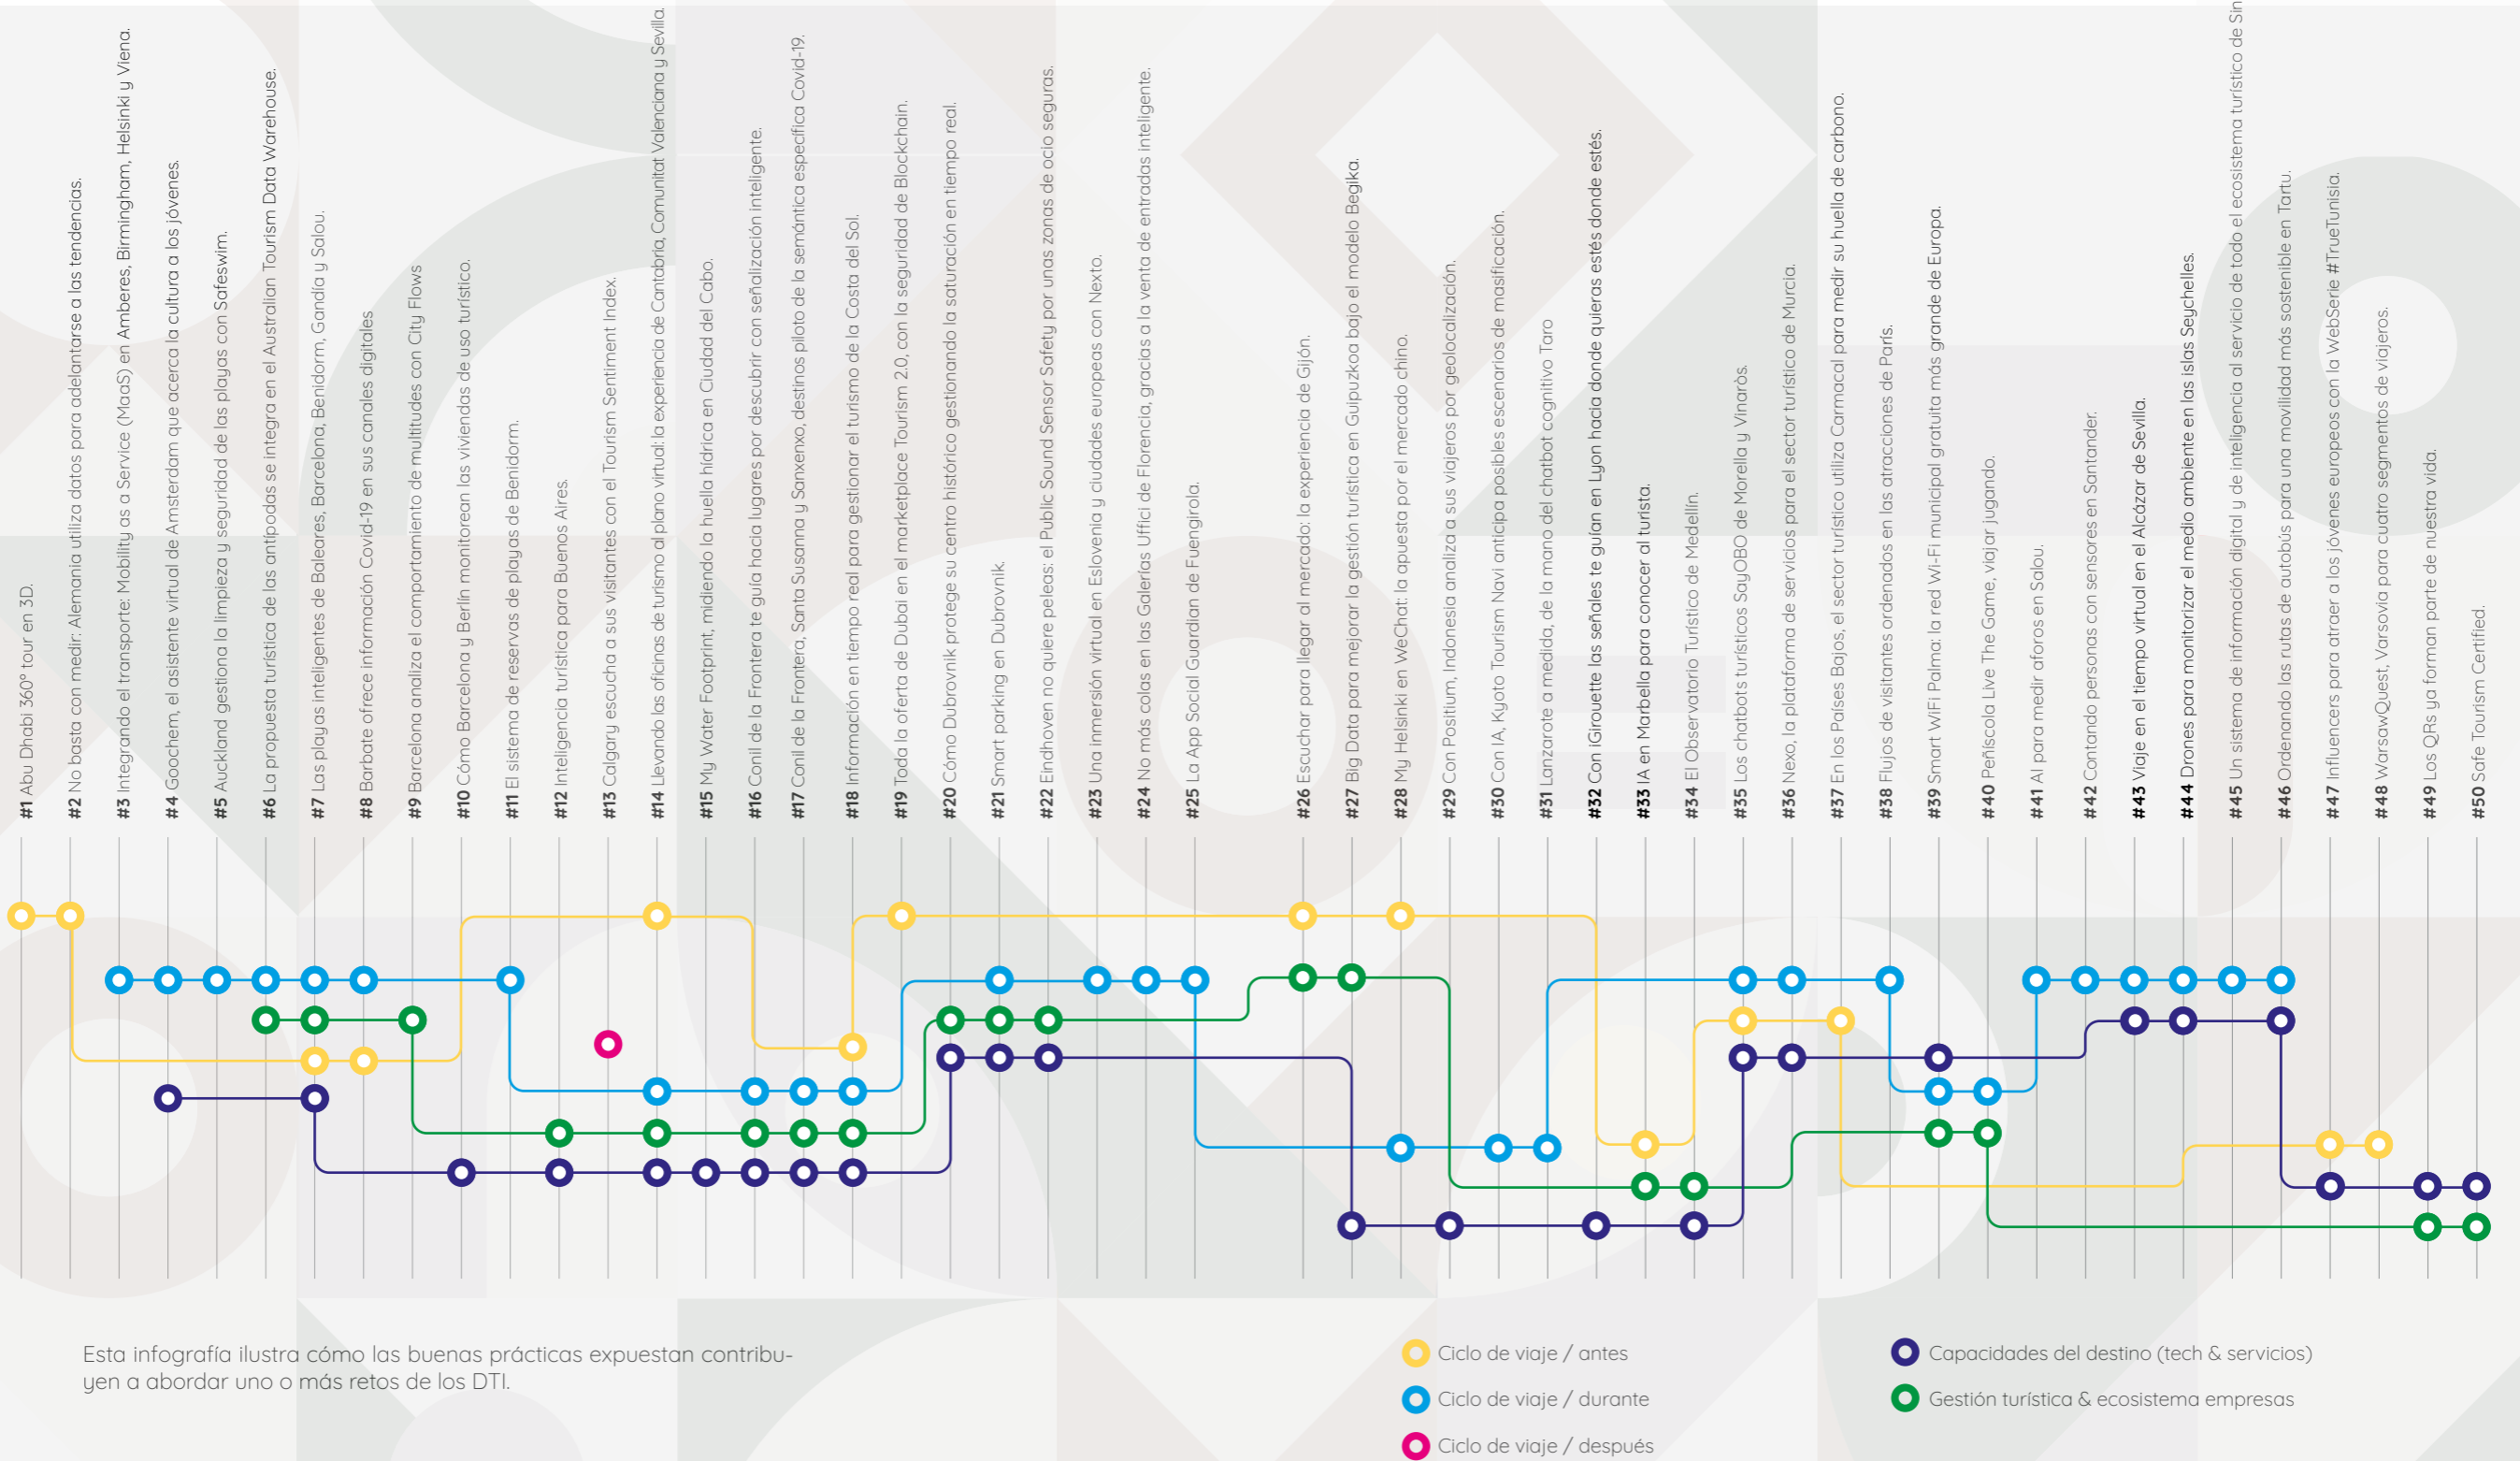 #1 Abu Dhabi 360º tour en 3D.
#2 No basta con medir: Alemania utiliza datos para adelantarse a las tendencias.
#3 Integrando el transporte: Mobility as a Service (MaaS) en Amberes, Birmingham, Helsinki y Viena.
#4 Goochem, el asistente virtual de Amsterdam que acerca la cultura a los jóvenes.
#5 Auckland gestiona la limpieza y seguridad de las playas con Safeswim.
#6 La propuesta turística de las antípodas se integra en el Australian Tourism Data Warehouse.
#7 Las playas inteligentes de Baleares, Barcelona, Benidorm, Gandía y Salou.
#8 Barbate ofrece información Covid-19 en sus canales digitales
#9 Barcelona analiza el comportamiento de multitudes con City Flows
#10 Cómo Barcelona y Berlín monitorean las viviendas de uso turístico.
#11 El sistema de reservas de playas de Benidorm.
#12 Inteligencia turística para Buenos Aires.
#13 Calgary escucha a sus visitantes con el Tourism Sentiment Index.
#14 Llevando las oficinas de turismo al plano virtual: la experiencia de Cantabria, Comunitat Valenciana y Sevilla.
#15 My Water Footprint, midiendo la huella hídrica en Ciudad del Cabo.
#16 Conil de la Frontera te guía hacia lugares por descubrir con señalización inteligente.
#17 Conil de la Frontera, Santa Susanna y Sanxenxo, destinos piloto de la semántica específica Covid-19.
#18 Información en tiempo real para gestionar el turismo de la Costa del Sol.
#19 Toda la oferta de Dubai en el marketplace Tourism 2.0, con la seguridad de Blockchain.
#20 Cómo Dubrovnik protege su centro histórico gestionando la saturación en tiempo real.
#21 Smart parking en Dubrovnik.
#22 Eindhoven no quiere peleas: el Public Sound Sensor Safety por unas zonas de ocio seguras.
#23 Una inmersión virtual en Eslovenia y ciudades europeas con Nexto.
#24 No más colas en las Galerías Uffici de Florencia, gracias a la venta de entradas inteligente.
#25 La App Social Guardian de Fuengirola.
#26 Escuchar para llegar al mercado: la experiencia de Gijón.
#27 Big Data para mejorar la gestión turística en Guipuzkoa bajo el modelo Begika.
#28 My Helsinki en WeChat: la apuesta por el mercado chino.
#29 Con Positium, Indonesia analiza a sus viajeros por geolocalización.
#30 Con IA, Kyoto Tourism Navi anticipa posibles escenarios de masificación.
#31 Lanzarote a medida, de la mano del chatbot cognitivo Taro
#32 Con iGirouette las señales te guían en Lyon hacia donde quieras estés donde estés.
#33 IA en Marbella para conocer al turista.
#34 El Observatorio Turístico de Medellín.
#35 Los chatbots turísticos SayOBO de Morella y Vinaròs.
#36 Nexo, la plataforma de servicios para el sector turístico de Murcia.
#37 En los Países Bajos, el sector turístico utiliza Carmacal para medir su huella de carbono.
#38 Flujos de visitantes ordenados en las atracciones de París.
#39 Smart WiFi Palma: la red Wi-Fi municipal gratuita más grande de Europa.
#40 Peñíscola Live The Game, viajar jugando.
#41 AI para medir aforos en Salou.
#42 Contando personas con sensores en Santander.
#43 Viaje en el tiempo virtual en el Alcázar de Sevilla.
#44 Drones para monitorizar el medio ambiente en las islas Seychelles.
#45 Un sistema de información digital y de inteligencia al servicio de todo el ecosistema turístico de Sin
#46 Ordenando las rutas de autobús para una movilidad más sostenible en Tartu.
#47 Influencers para atraer a los jóvenes europeos con la WebSerie #TrueTunisia.
#48 WarsawQuest, Varsovia para cuatro segmentos de viajeros.
#49 Los QRs ya forman parte de nuestra vida.
#50 Safe Tourism Certified.
Esta infografía ilustra cómo las buenas prácticas expuestan contribu-
yen a abordar uno o más retos de los DTI.
Ciclo de viaje / antes
Ciclo de viaje / durante
Ciclo de viaje / después
Capacidades del destino (tech & servicios)
Gestión turística & ecosistema empresas